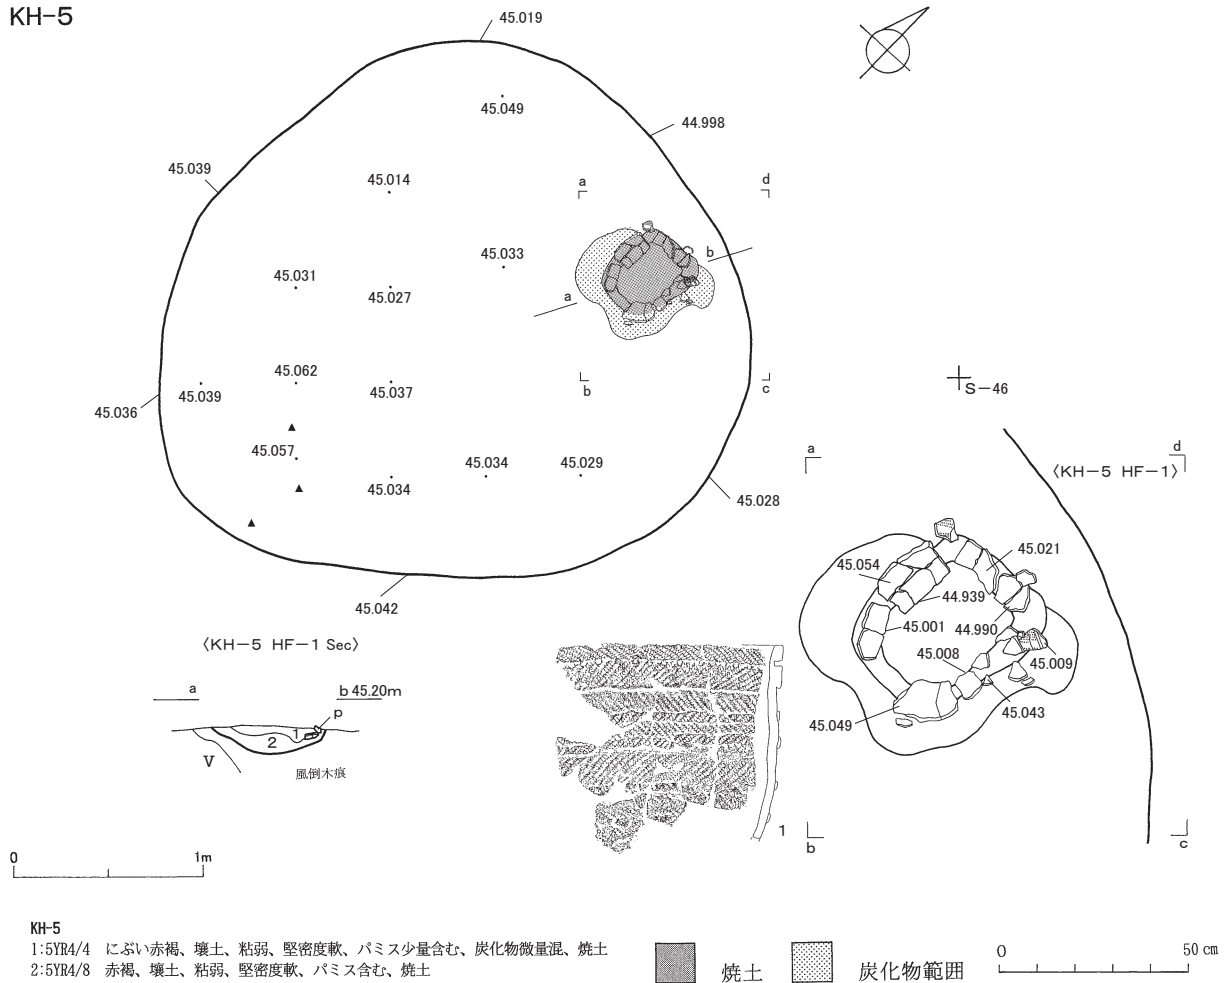 KH-5
45.019
45.049
44.998
45.039
45.014
a
d
45.033
b
45.031
45.027
a
45.062
45.039
45.037
b
c
45.036
S-46
45.057
45.034
45.034
45.029
45.028
a
d
〈KH-5 HF-1〉
45.042
45.021
45.054
44.939
45.001
44.990
45.008
45.009
45.043
45.049
〈KH-5 HF-1 Sec〉
a
b 45.20m
p
1
2
V
風倒木痕
1
b
c
0
1m
KH-5
1:5YR4/4 にぶい赤褐、壌土、粘弱、堅密度軟、パミス少量含む、炭化物微量混、焼土
2:5YR4/8 赤褐、壌土、粘弱、堅密度軟、パミス含む、焼土
焼土
炭化物範囲
0
50cm